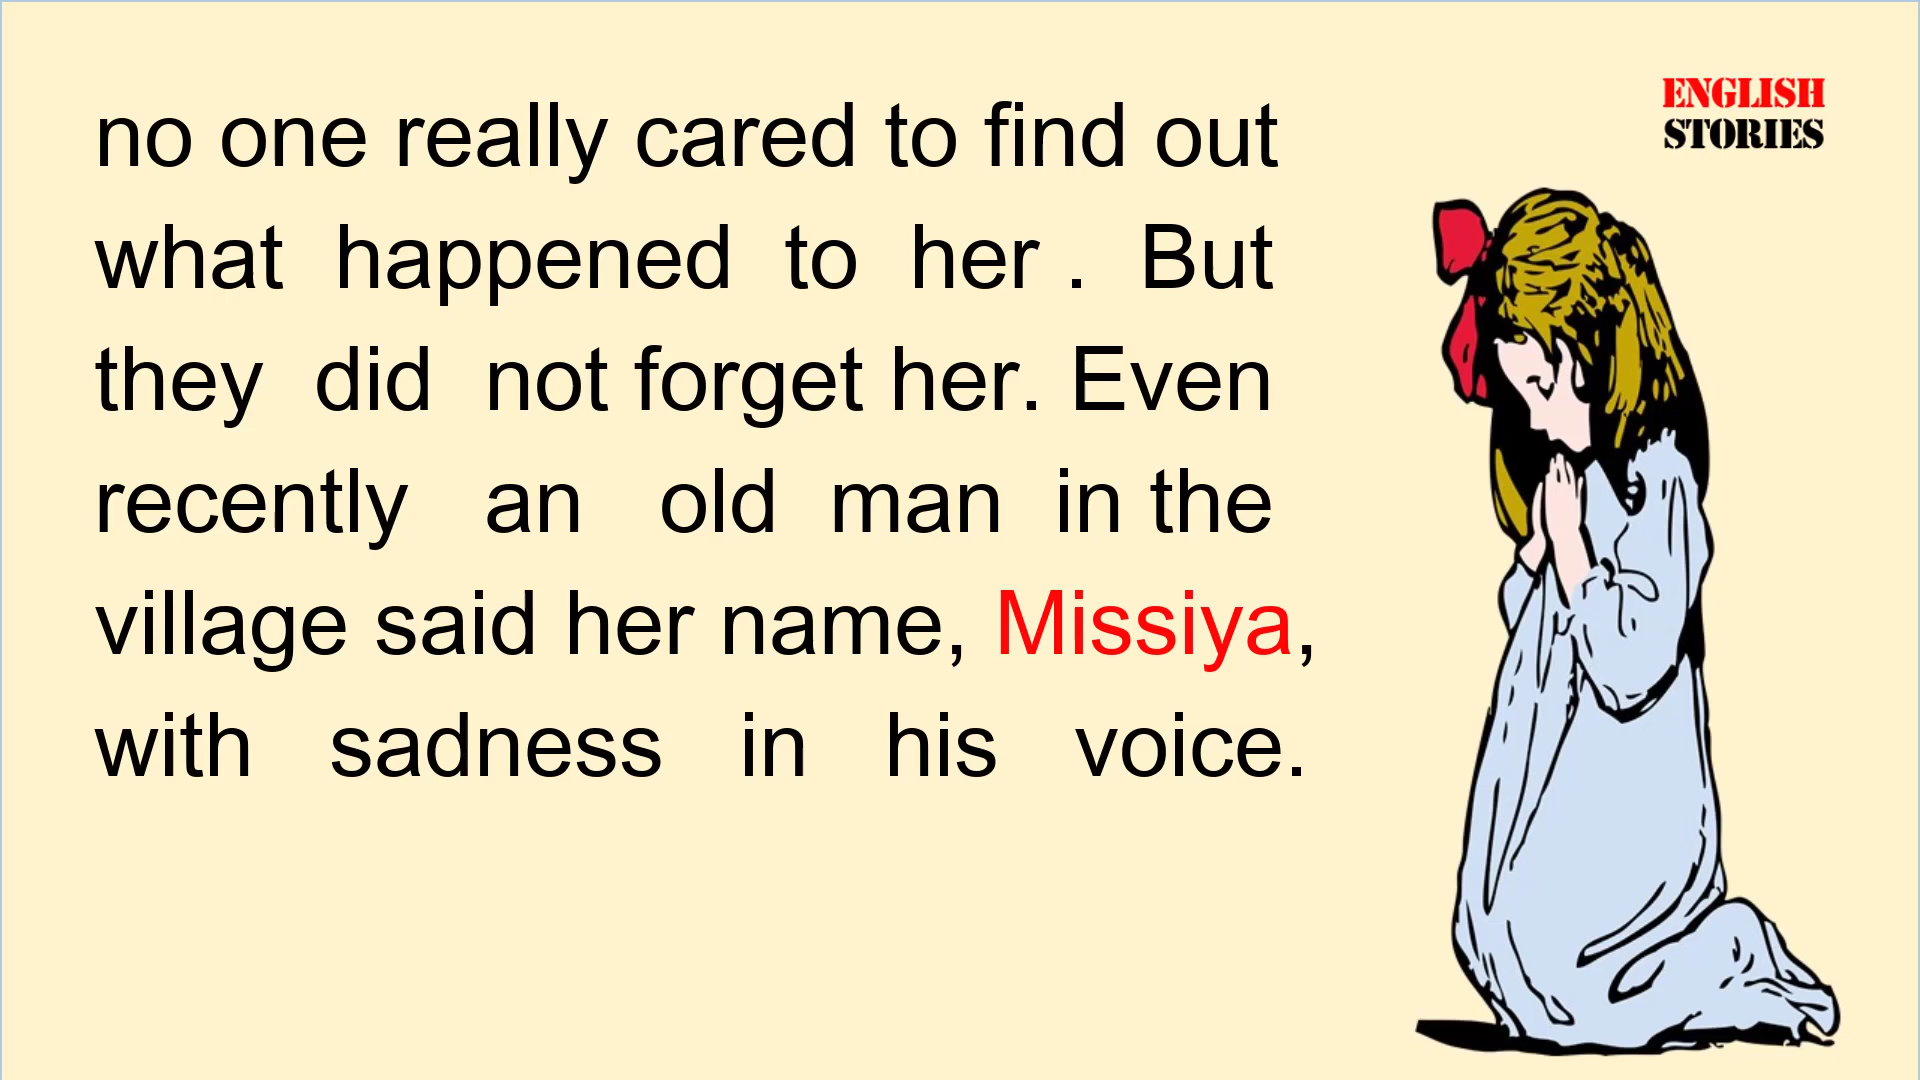 no one really cared to find out
what happened to her . But
they did not forget her. Even
recently an old man in the
village said her name, Missiya,
with sadness in his voice.
ENGLISH
STORIES